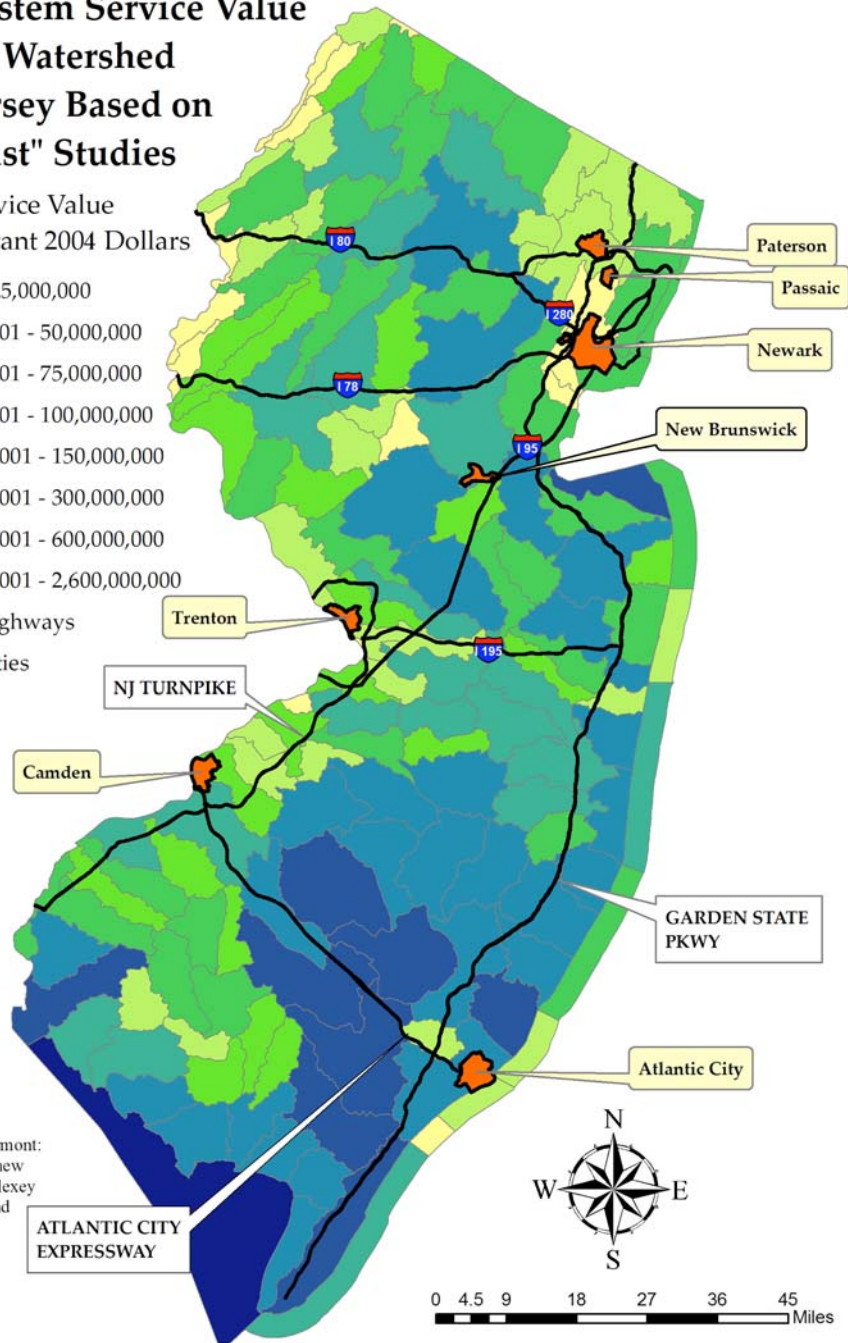 stem Service Value
Watershed
rsey Based on
st" Studies
vice Value
ant 2004 Dollars
5,000,000
01 - 50,000,000
01 - 75,000,000
01 - 100,000,000
001 - 150,000,000
001 - 300,000,000
001 - 600,000,000
001 - 2,600,000,000
ghways
ties
I 80
Paterson
Passaic
I 280
Newark
I 78
New Brunswick
I 95
Trenton
I 195
NJ TURNPIKE
Camden
GARDEN STATE
PKWY
Atlantic City
mont:
new
lexey
nd
ATLANTIC CITY
EXPRESSWAY
N
W
E
S
0 4.5 9 18 27 36 45
Miles